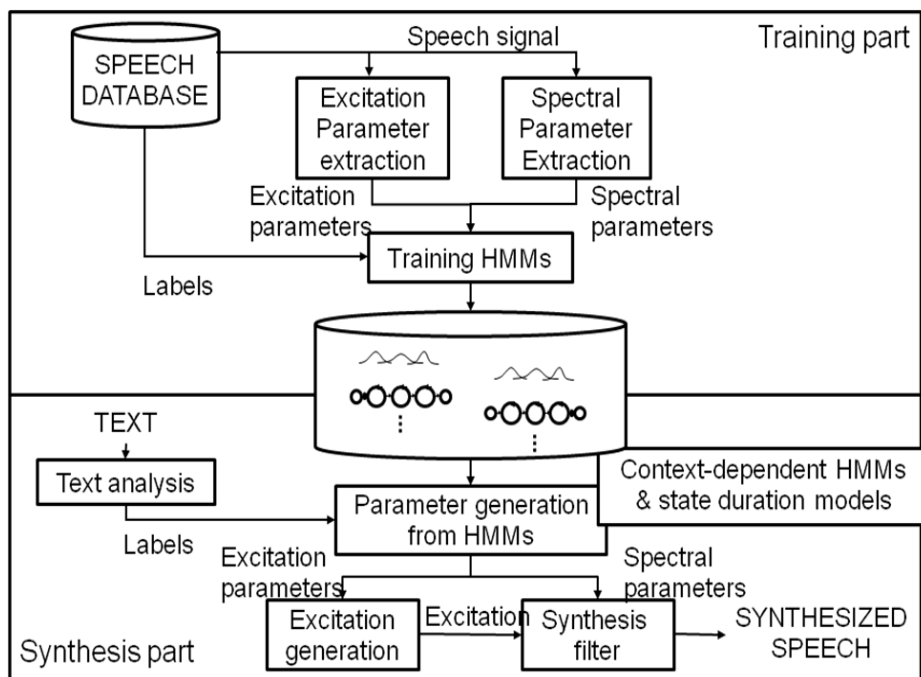 Speech signal
Training part
SPEECH
DATABASE
Excitation
Parameter
extraction
Spectral
Parameter
Extraction
Excitation
parameters
Spectral
parameters
Training HMMs
Labels
TEXT
Text analysis
Context-dependent HMMs
& state duration models
Parameter generation
from HMMs
Labels
Excitation
parameters
Spectral
parameters
Excitation
generation
Excitation
Synthesis
filter
SYNTHESIZED
SPEECH
Synthesis part